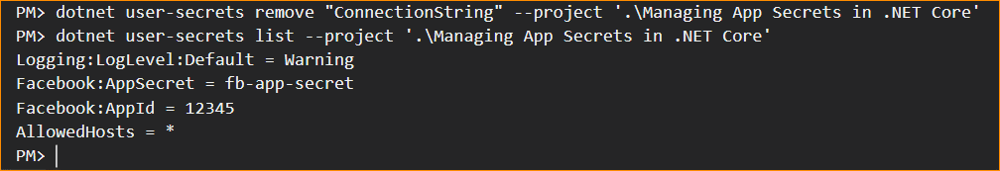 PM> dotnet user-secrets remove "ConnectionString" --project '.\Managing App Secrets in .NET Core'
PM> dotnet user-secrets list --project '.\Managing App Secrets in .NET Core'
Logging:LogLevel:Default = Warning
Facebook:AppSecret = fb-app-secret
Facebook:AppId = 12345
AllowedHosts = *
PM>